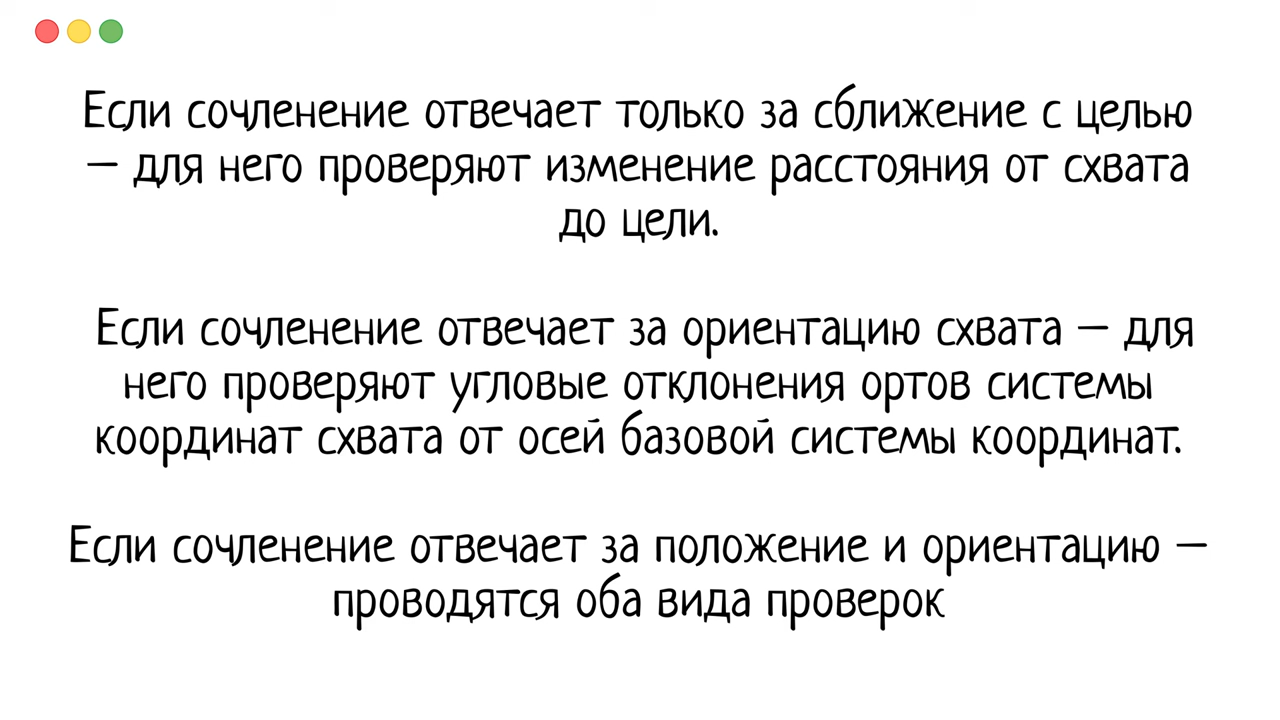 Если сочленение отвечает только за сближение с целью
– для него проверяют изменение расстояния от схвата
до цели.
Если сочленение отвечает за ориентацию схвата – для
него проверяют угловые отклонения ортов системы
координат схвата от осей базовой системы координат.
Если сочленение отвечает за положение и ориентацию –
проводятся оба вида проверок